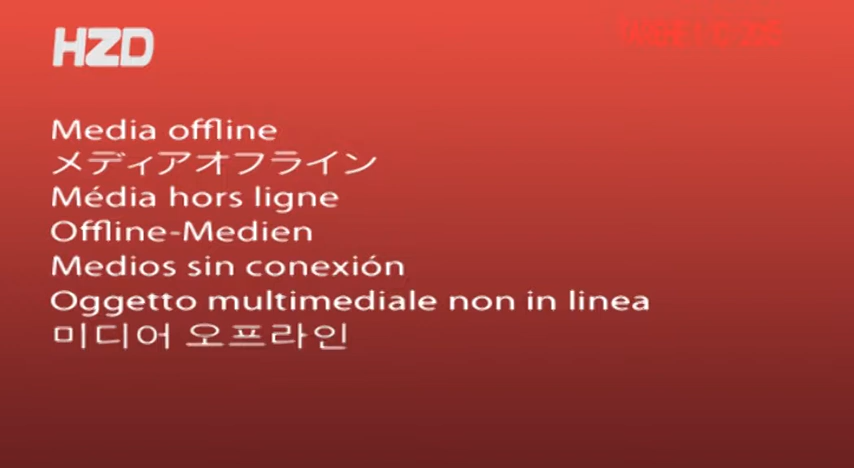 HZD
Media offline
メディアオフライン
Média hors ligne
Offline-Medien
Medios sin conexión
Oggetto multimediale non in linea
미디어 오프라인